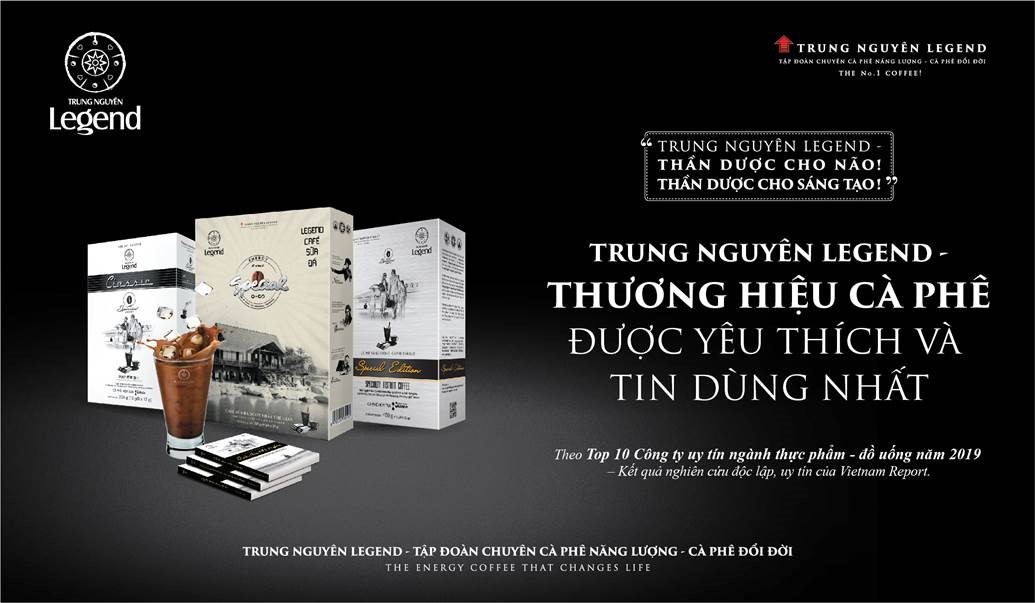 TRUNG NGUYÊN
Legend
TRUNG NGUYÊN LEGEND
TẬP ĐOÀN CHUYÊN CÀ PHÊ NĂNG LƯỢNG - CÀ PHÊ ĐỔI ĐỜI
THE No.1 COFFEE!
“ TRUNG NGUYÊN LEGEND -
THẦN DƯỢC CHO NÃO!
THẦN DƯỢC CHO SÁNG TẠO! ”
TRUNG NGUYÊN LEGEND -
THƯƠNG HIỆU CÀ PHÊ
ĐƯỢC YÊU THÍCH VÀ
TIN DÙNG NHẤT
Theo Top 10 Công ty uy tín ngành thực phẩm - đồ uống năm 2019
– Kết quả nghiên cứu độc lập, uy tín của Vietnam Report.
Legend
Classic
Legend
LEGEND
CAFÉ
SỮA
ĐÁ
ENERGY
Special
Legend
Special Edition
SPECIALTY INSTANT COFFEE
TRUNG NGUYÊN LEGEND - TẬP ĐOÀN CHUYÊN CÀ PHÊ NĂNG LƯỢNG - CÀ PHÊ ĐỔI ĐỜI
THE ENERGY COFFEE THAT CHANGES LIFE